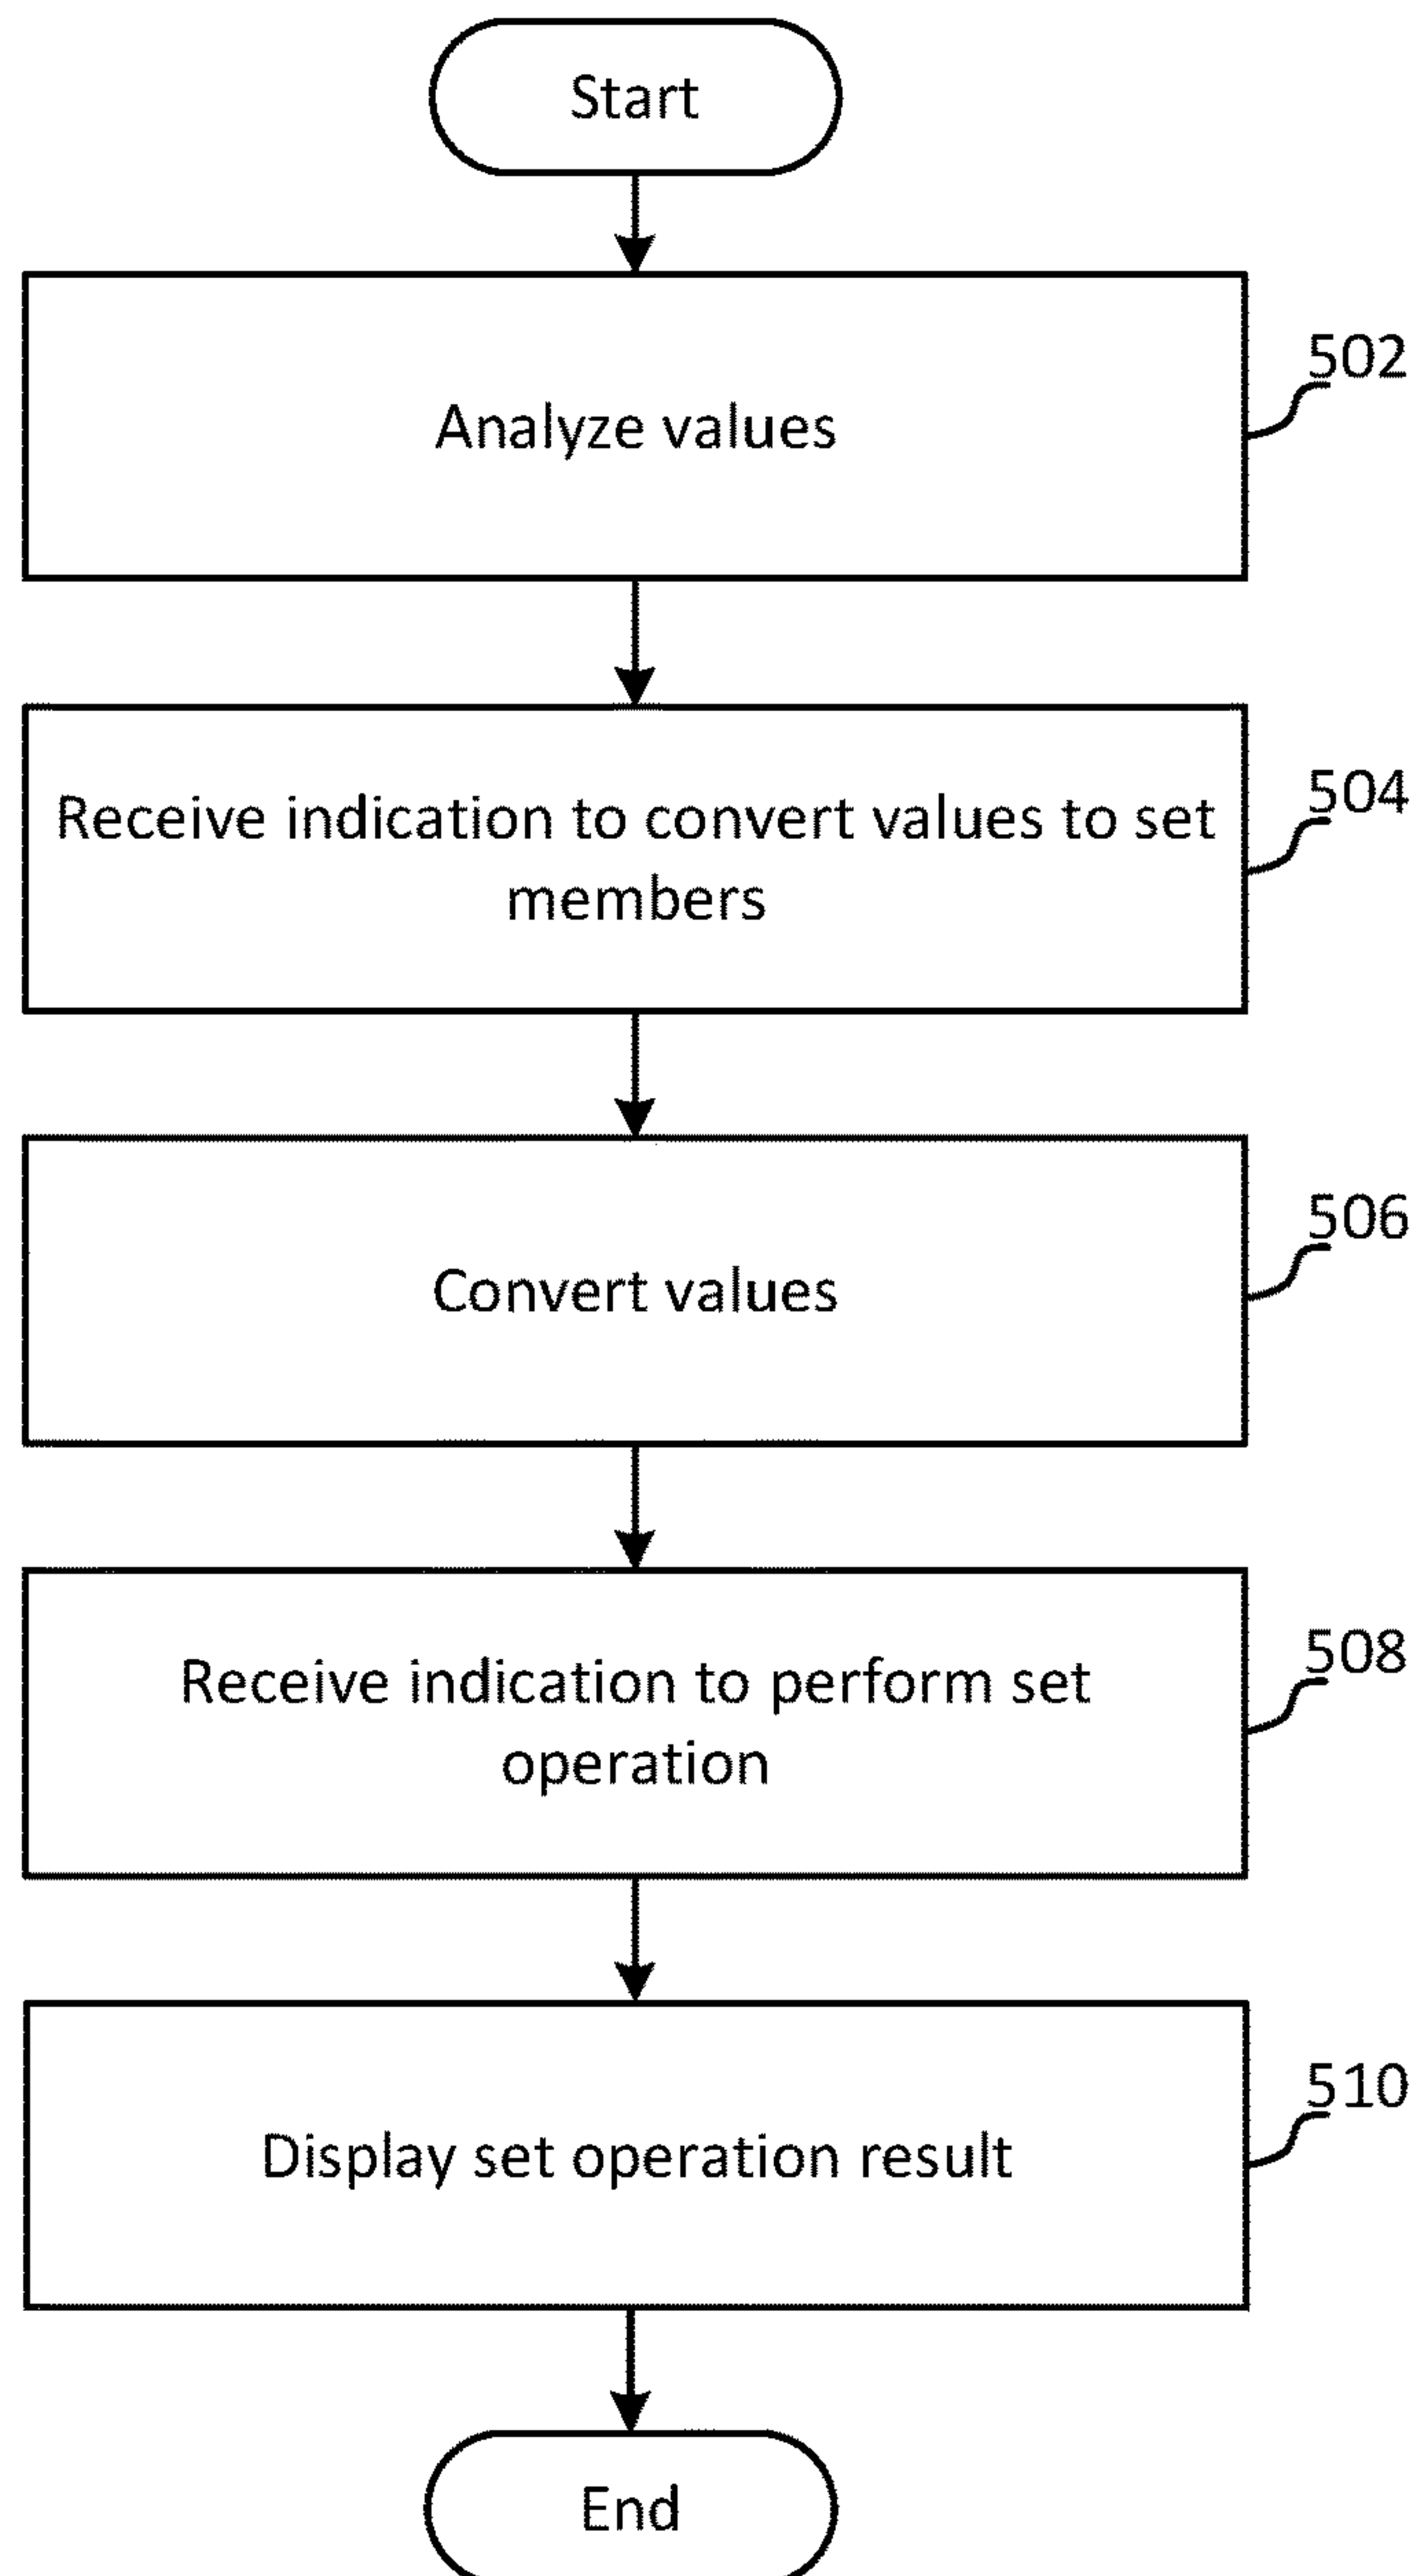 Start
502
Analyze values
504
Receive indication to convert values to set
members
506
Convert values
508
Receive indication to perform set
operation
510
Display set operation result
End